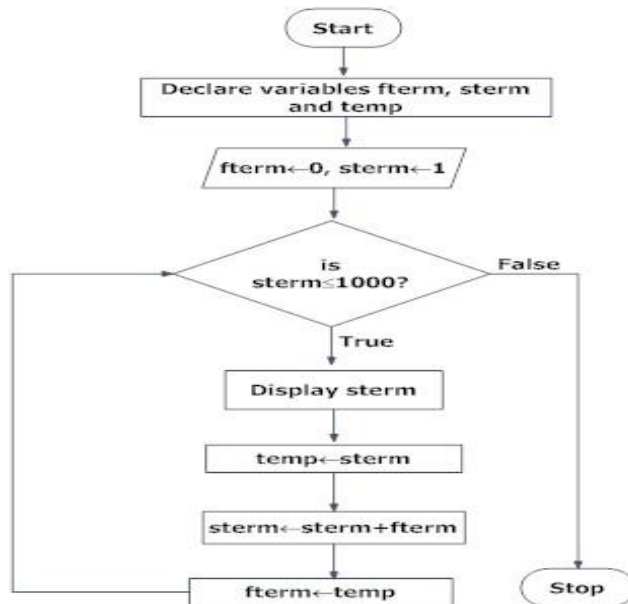 Start
Declare variables fterm, sterm
and temp
fterm←0, sterm←1
is
sterm≤1000?
False
True
Display sterm
temp←sterm
sterm←sterm+fterm
fterm←temp
Stop